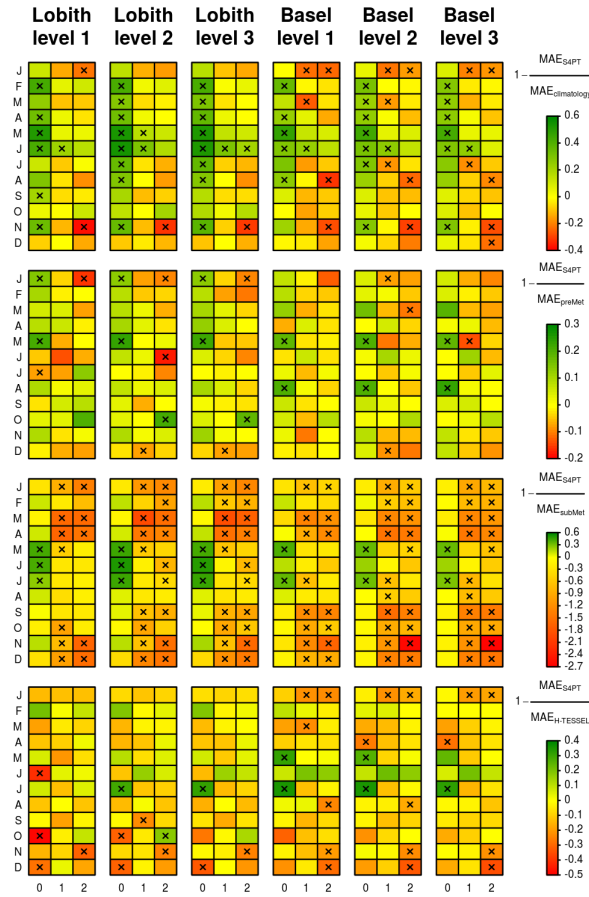 Lobith level 1
Lobith level 2
Lobith level 3
Basel level 1
Basel level 2
Basel level 3
J
F
M
A
M
J
J
A
S
O
N
D
1 – MAE_S4PT
MAE_climatology
0.6
0.4
0.2
0
-0.2
-0.4
J
F
M
A
M
J
J
A
S
O
N
D
1 – MAE_S4PT
MAE_preMet
0.3
0.2
0.1
0
-0.1
-0.2
J
F
M
A
M
J
J
A
S
O
N
D
1 – MAE_S4PT
MAE_subMet
0.6
0.3
0
-0.3
-0.6
-0.9
-1.2
-1.5
-1.8
-2.1
-2.4
-2.7
J
F
M
A
M
J
J
A
S
O
N
D
1 – MAE_S4PT
MAE_H-TESSEL
0.4
0.3
0.2
0.1
0
-0.1
-0.2
-0.3
-0.4
-0.5
0 1 2 0 1 2 0 1 2 0 1 2 0 1 2 0 1 2